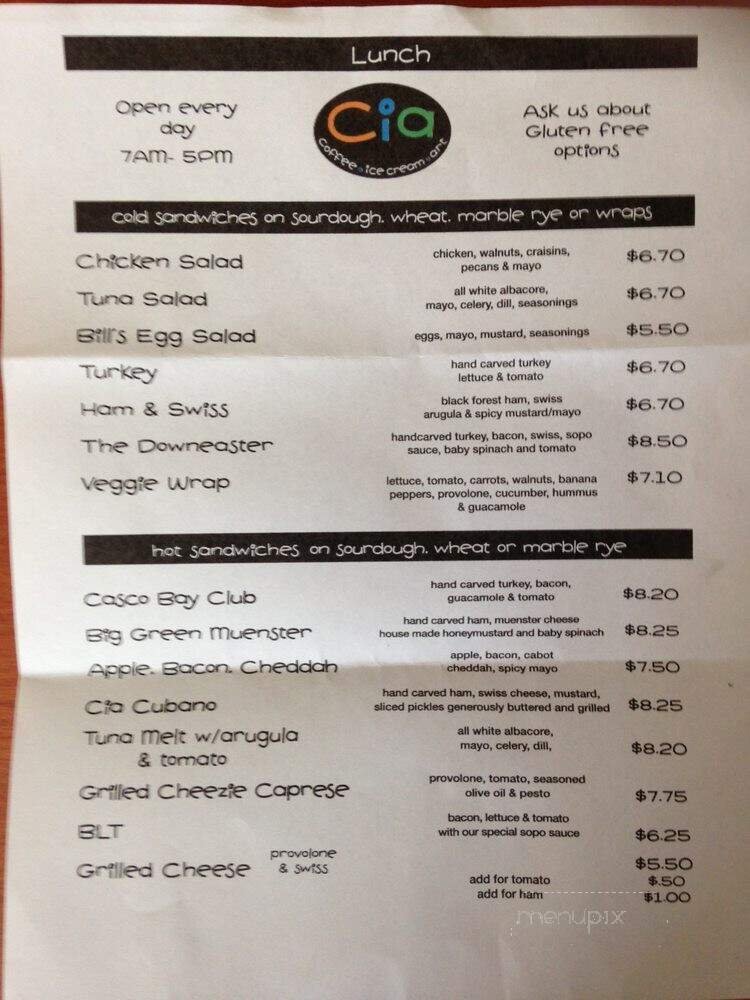 Lunch
Open every
day
7AM- 5PM
Cia
coffee • ice cream • art
Ask us about
Gluten free
options
cold sandwiches on sourdough, wheat, marble rye or wraps
Chicken Salad
chicken, walnuts, craisins,
pecans & mayo
$6.70
Tuna Salad
all white albacore,
mayo, celery, dill, seasonings
$6.70
Bill's Egg Salad
eggs, mayo, mustard, seasonings
$5.50
Turkey
hand carved turkey
lettuce & tomato
$6.70
Ham & Swiss
black forest ham, swiss
arugula & spicy mustard/mayo
$6.70
The Downeaster
handcarved turkey, bacon, swiss, sopo
sauce, baby spinach and tomato
$8.50
Veggie Wrap
lettuce, tomato, carrots, walnuts, banana
peppers, provolone, cucumber, hummus
& guacamole
$7.10
hot sandwiches on sourdough, wheat or marble rye
Casco Bay Club
hand carved turkey, bacon,
guacamole & tomato
$8.20
Big Green Muenster
hand carved ham, muenster cheese
house made honeymustard and baby spinach
$8.25
Apple, Bacon, Cheddah
apple, bacon, cabot
cheddah, spicy mayo
$7.50
Cia Cubano
hand carved ham, swiss cheese, mustard,
sliced pickles generously buttered and grilled
$8.25
Tuna Melt w/arugula
& tomato
all white albacore,
mayo, celery, dill,
$8.20
Grilled Cheezie Caprese
provolone, tomato, seasoned
olive oil & pesto
$7.75
BLT
bacon, lettuce & tomato
with our special sopo sauce
$6.25
Grilled Cheese
provolone
& swiss
$5.50
add for tomato $.50
add for ham $1.00
menupix